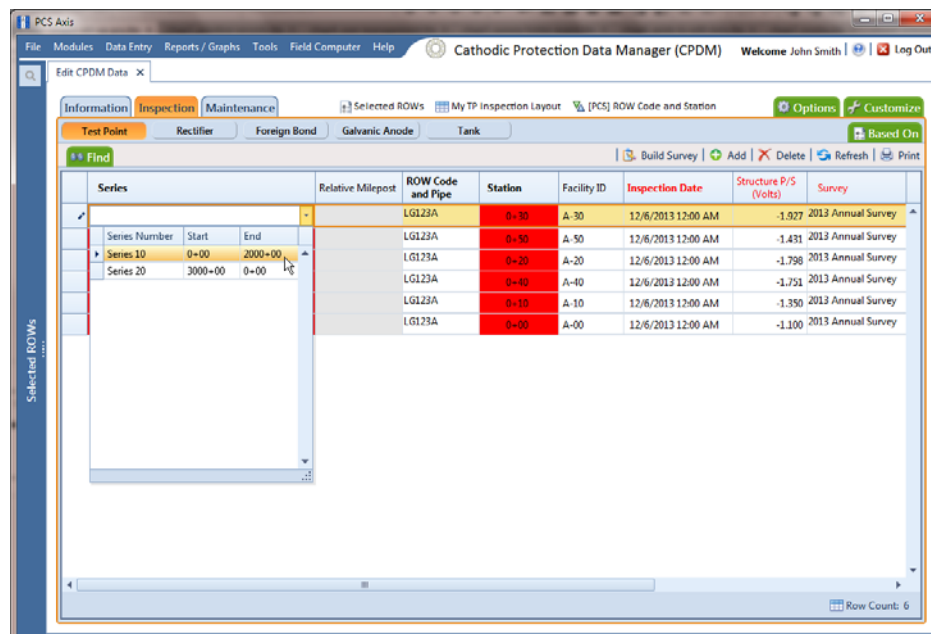 PCS Axis
File Modules Data Entry Reports / Graphs Tools Field Computer Help Cathodic Protection Data Manager (CPDM) Welcome John Smith Log Out
Edit CPDM Data X
Information Inspection Maintenance Selected ROWs My TP Inspection Layout [PCS] ROW Code and Station Options Customize
Test Point Rectifier Foreign Bond Galvanic Anode Tank Based On
Find Build Survey Add Delete Refresh Print
Series Relative Milepost ROW Code and Pipe Station Facility ID Inspection Date Structure P/S (Volts) Survey
LG123A 0+30 A-30 12/6/2013 12:00 AM -1.927 2013 Annual Survey
Series Number Start End LG123A 0+50 A-50 12/6/2013 12:00 AM -1.431 2013 Annual Survey
Series 10 0+00 2000+00 LG123A 0+20 A-20 12/6/2013 12:00 AM -1.798 2013 Annual Survey
Series 20 3000+00 0+00 LG123A 0+40 A-40 12/6/2013 12:00 AM -1.751 2013 Annual Survey
LG123A 0+10 A-10 12/6/2013 12:00 AM -1.350 2013 Annual Survey
LG123A 0+00 A-00 12/6/2013 12:00 AM -1.100 2013 Annual Survey
Selected ROWs
Row Count: 6